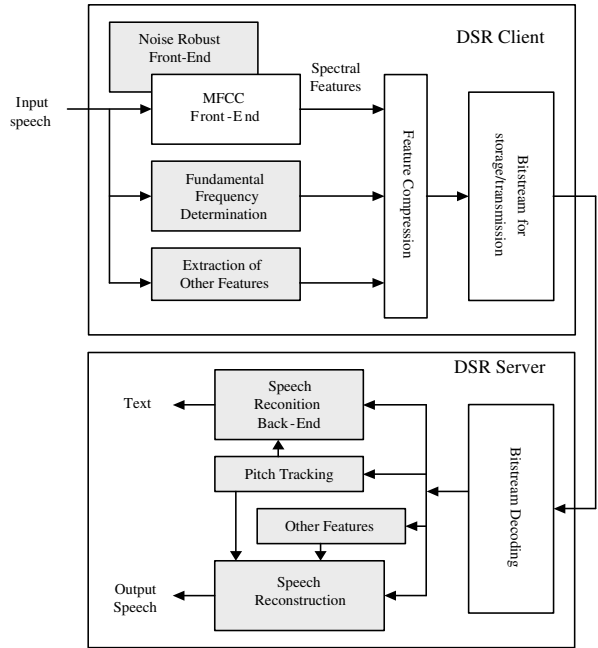 DSR Client
Noise Robust
Front-End
Input
speech
MFCC
Front-End
Spectral
Features
Fundamental
Frequency
Determination
Extraction of
Other Features
Feature Compression
Bitstream for
storage/transmission
DSR Server
Text
Speech
Reconition
Back-End
Pitch Tracking
Other Features
Output
Speech
Speech
Reconstruction
Bitstream Decoding